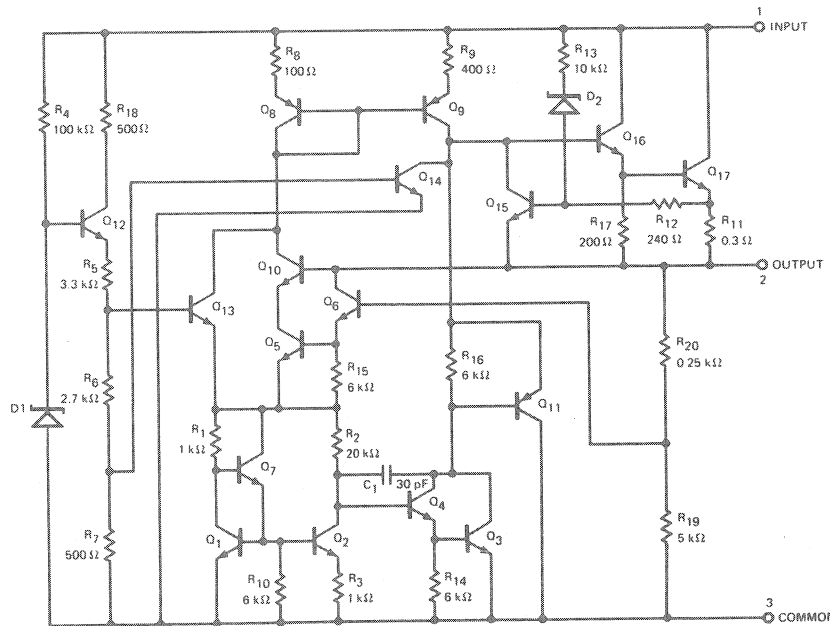 1
INPUT
R8
100 Ω
R9
400 Ω
R13
10 kΩ
D2
R4
100 kΩ
R18
500Ω
Q8
Q9
Q16
Q14
Q17
Q15
Q12
R17
200 Ω
R12
240 Ω
R11
0.3 Ω
R5
3.3 kΩ
Q10
OUTPUT
2
Q13
Q6
Q5
R20
0.25 kΩ
R15
6 kΩ
R16
6 kΩ
R6
2.7 kΩ
D1
Q11
R1
1 kΩ
R2
20 kΩ
Q7
C1
30 pF
Q4
R7
500 Ω
Q1
Q2
Q3
R19
5 kΩ
R10
6 kΩ
R3
1 kΩ
R14
6 kΩ
3
COMMON